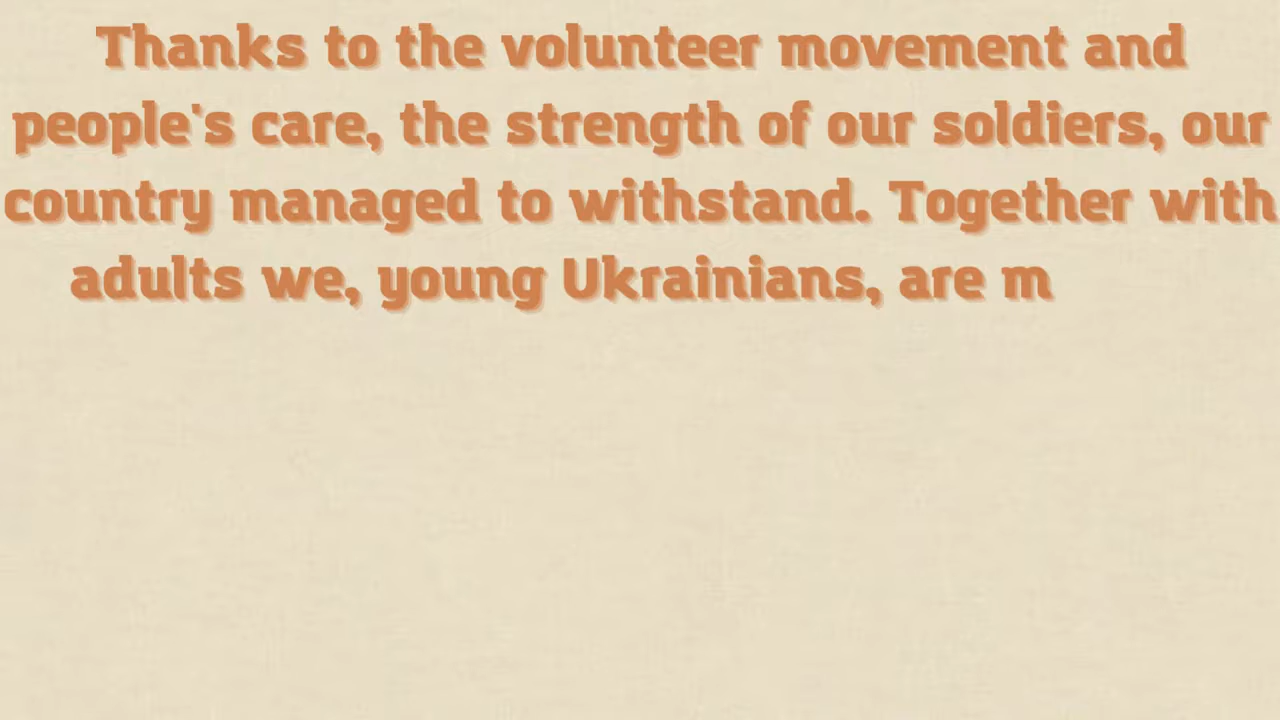 Thanks to the volunteer movement and
people's care, the strength of our soldiers, our
country managed to withstand. Together with
adults we, young Ukrainians, are m